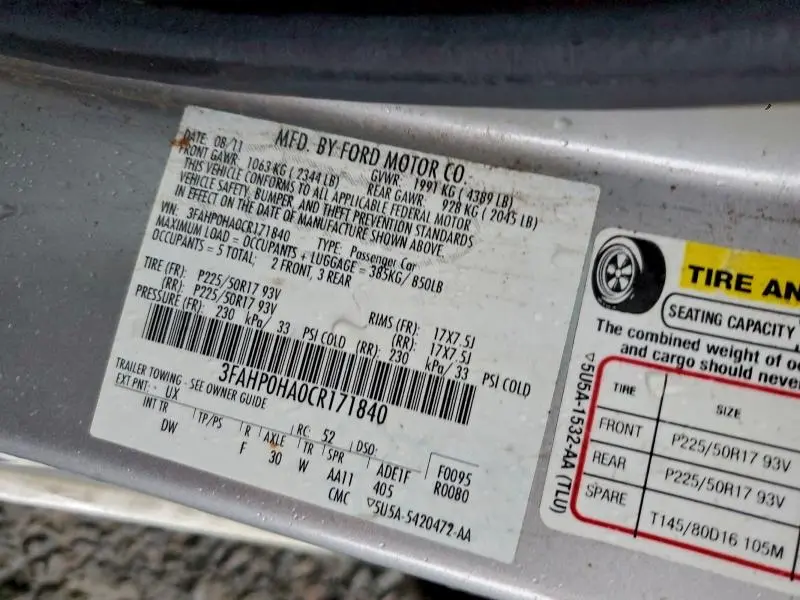 MFD. BY FORD MOTOR CO.
DATE: 08/11 GVWR: 1991 KG ( 4389 LB)
FRONT GAWR: 1063 KG ( 2344 LB) REAR GAWR: 928 KG ( 2045 LB)
THIS VEHICLE CONFORMS TO ALL APPLICABLE FEDERAL MOTOR
VEHICLE SAFETY, BUMPER, AND THEFT PREVENTION STANDARDS
IN EFFECT ON THE DATE OF MANUFACTURE SHOWN ABOVE.
VIN: 3FAHP0HA0CR171840 TYPE: Passenger Car
MAXIMUM LOAD = OCCUPANTS + LUGGAGE = 385KG/ 850LB
OCCUPANTS = 5 TOTAL: 2 FRONT, 3 REAR
TIRE (FR): P225/50R17 93V RIMS (FR): 17X7.5J
(RR): P225/50R17 93V (RR): 17X7.5J
PRESSURE (FR): 230 kPa/ 33 PSI COLD (RR): 230 kPa/ 33 PSI COLD
3FAHP0HA0CR171840
TRAILER TOWING - SEE OWNER GUIDE
EXT PNT: UX RC: 52 DSO:
INT TR TP/PS R AXLE TR SPR ADE1F F0095
DW F 30 W AA11 405 R0080
CMC ▽5U5A-5420472-AA
TIRE AN
SEATING CAPACITY
The combined weight of oc
and cargo should never
▽5U5A-1532-AA (TLU)
TIRE SIZE
FRONT P225/50R17 93V
REAR P225/50R17 93V
SPARE T145/80D16 105M